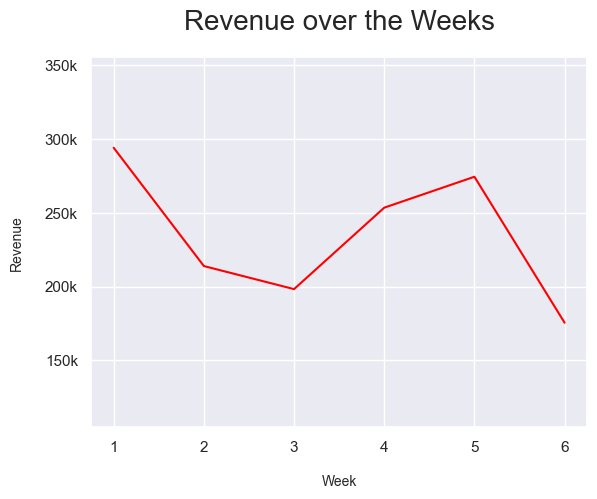 Revenue over the Weeks
350k
300k
250k
200k
150k
Revenue
1 2 3 4 5 6
Week